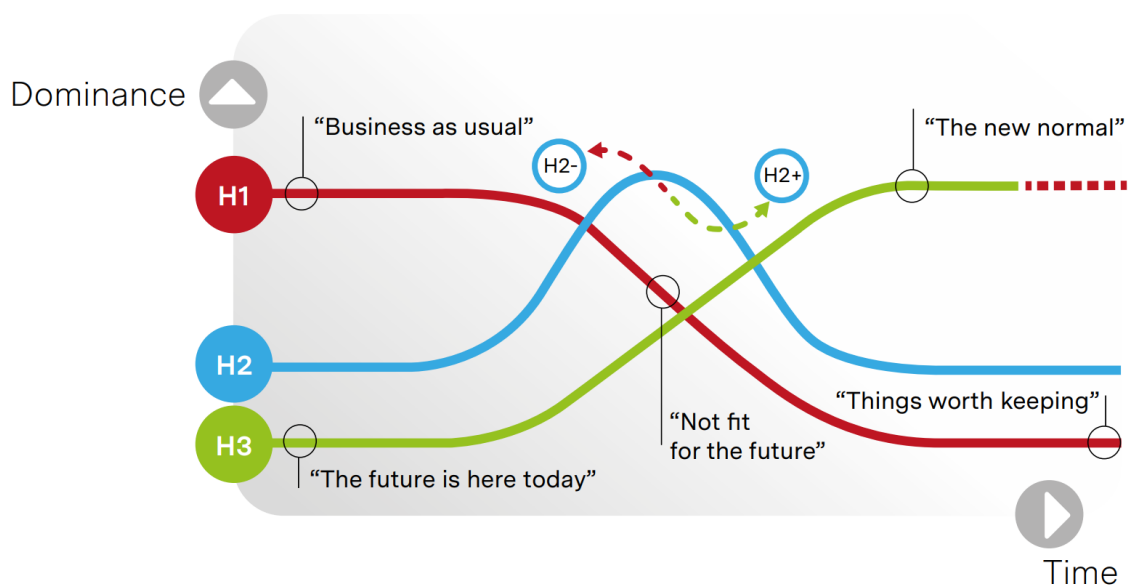 Dominance
“Business as usual”
“The new normal”
H2-
H2+
H1
H2
“Things worth keeping”
“Not fit
for the future”
H3
“The future is here today”
Time